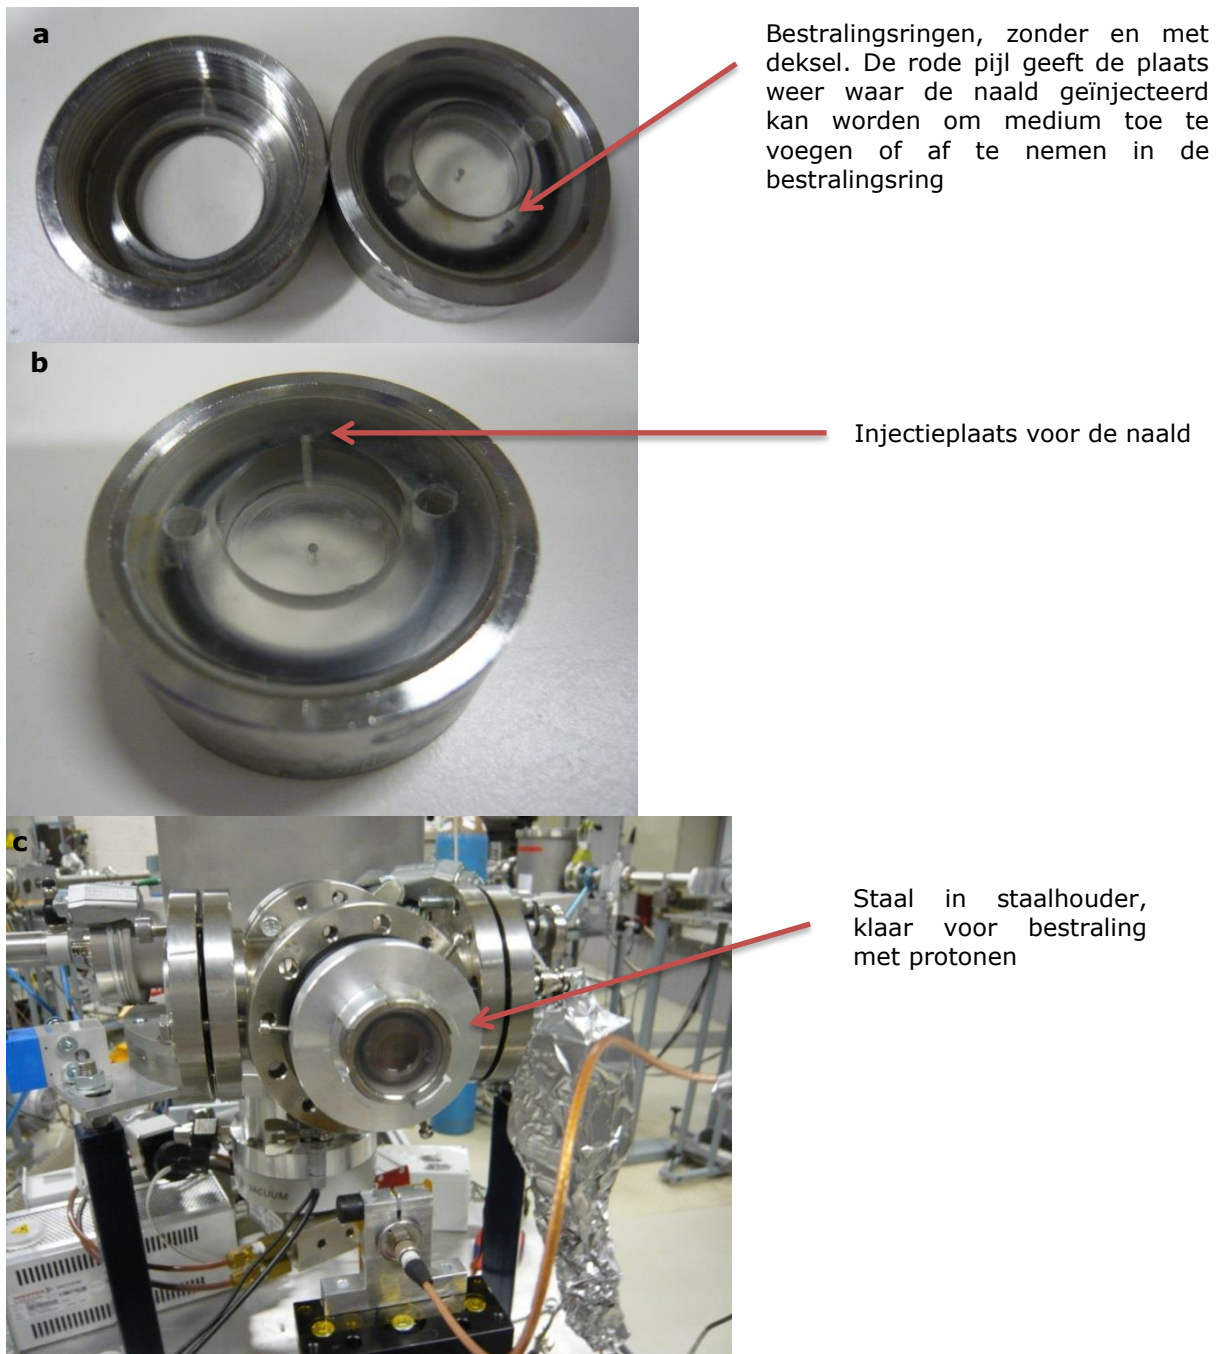 a
Bestralingsringen, zonder en met
deksel. De rode pijl geeft de plaats
weer waar de naald geïnjecteerd
kan worden om medium toe te
voegen of af te nemen in de
bestralingsring
b
Injectieplaats voor de naald
c
Staal in staalhouder,
klaar voor bestraling
met protonen
VACUUM